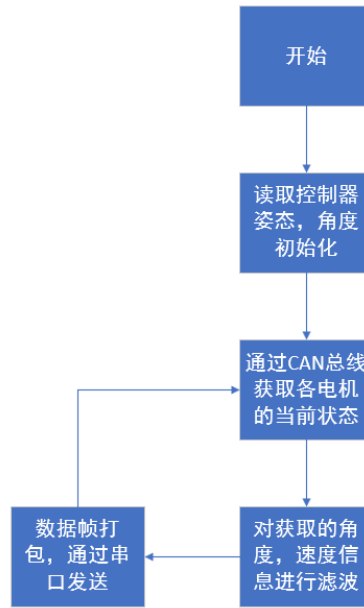 开始
读取控制器
姿态，角度
初始化
通过CAN总线
获取各电机
的当前状态
数据帧打
包，通过串
口发送
对获取的角
度，速度信
息进行滤波